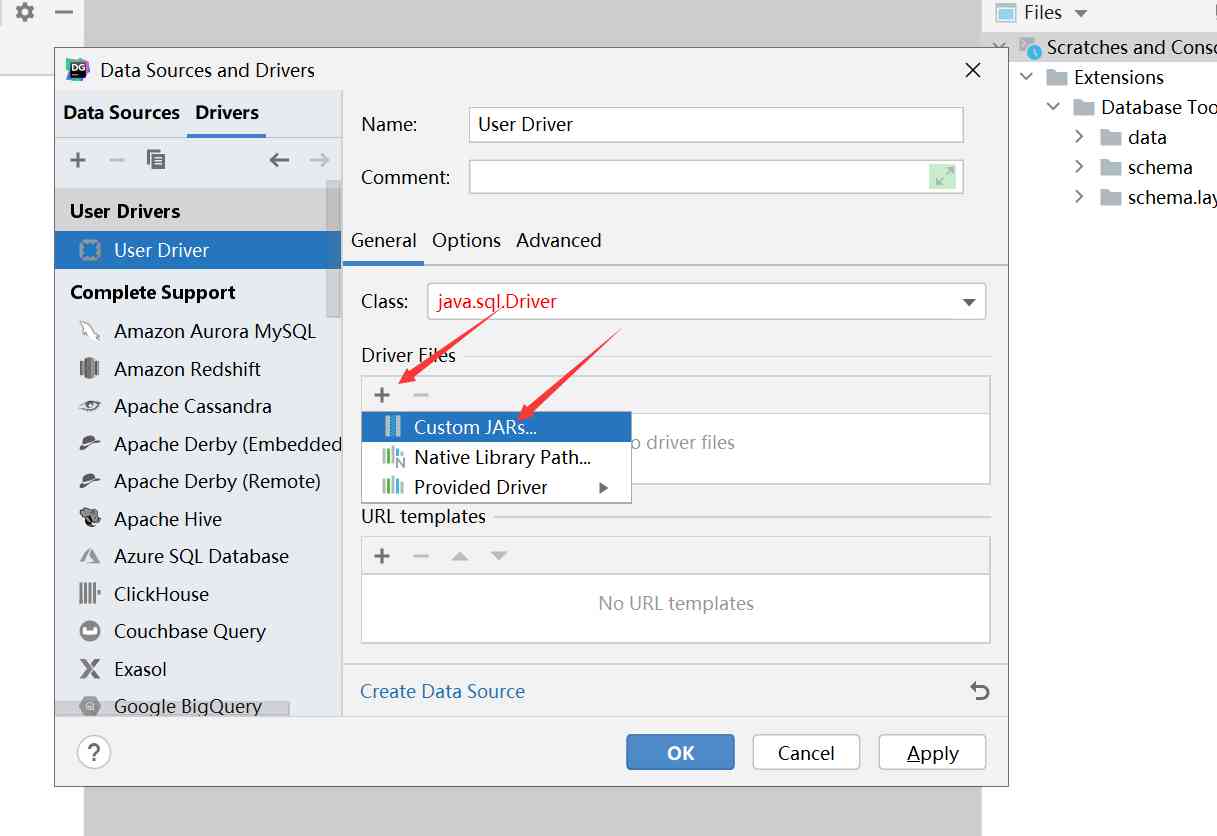 Files
Scratches and Conso
Extensions
Database Too
data
schema
schema.lay
DG
Data Sources and Drivers
Data Sources Drivers
User Drivers
User Driver
Complete Support
Amazon Aurora MySQL
Amazon Redshift
Apache Cassandra
Apache Derby (Embedded
Apache Derby (Remote)
Apache Hive
Azure SQL Database
ClickHouse
Couchbase Query
Exasol
Google BigQuery
Name: User Driver
Comment:
General Options Advanced
Class: java.sql.Driver
Driver Files
Custom JARs...
o driver files
Native Library Path...
Provided Driver
URL templates
No URL templates
Create Data Source
?
OK Cancel Apply